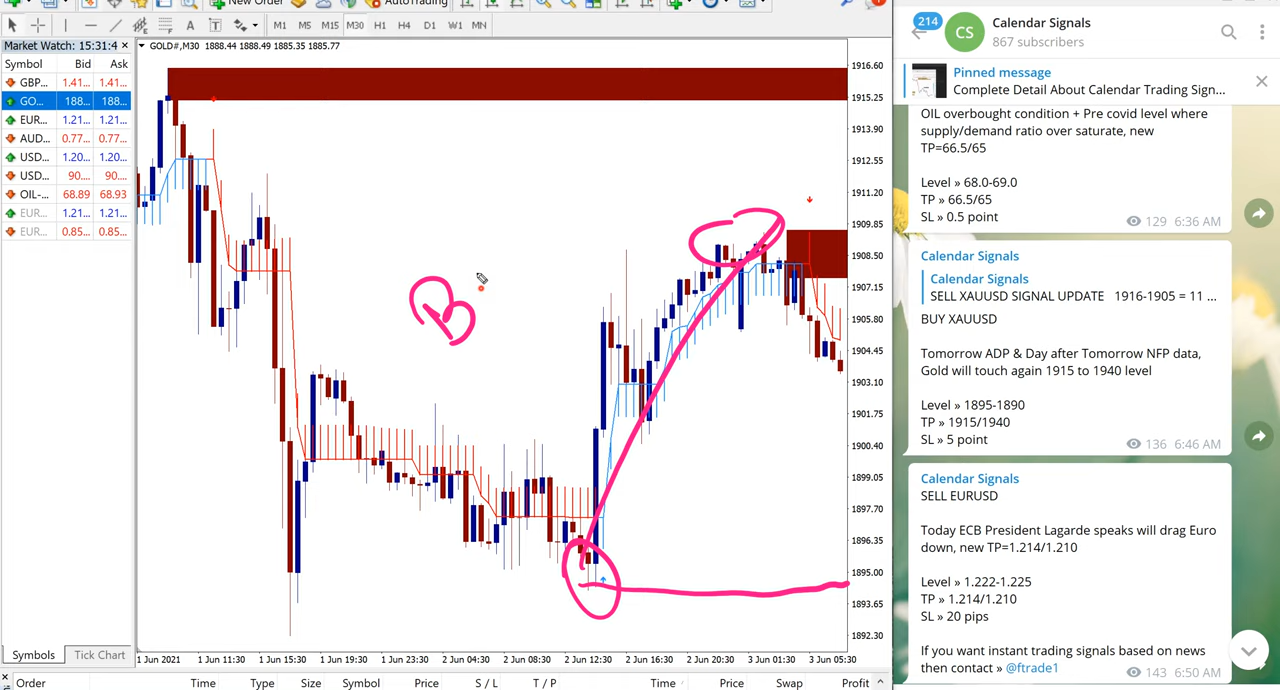 New Order
AutoTrading
M1 M5 M15 M30 H1 H4 D1 W1 MN
Market Watch: 15:31:4
Symbol Bid Ask
GBP... 1.41... 1.41...
GO... 188... 188...
EUR... 1.21... 1.21...
AUD... 0.77... 0.77...
USD... 1.20... 1.20...
USD... 90.... 90....
OIL-... 68.89 68.93
EUR... 1.21... 1.21...
EUR... 0.85... 0.85...
Symbols Tick Chart
GOLD#,M30 1888.44 1888.49 1885.35 1885.77
B
1916.60
1915.25
1913.90
1912.55
1911.20
1909.85
1908.50
1907.15
1905.80
1904.45
1903.10
1901.75
1900.40
1899.05
1897.70
1896.35
1895.00
1893.65
1892.30
1 Jun 2021 1 Jun 11:30 1 Jun 15:30 1 Jun 19:30 1 Jun 23:30 2 Jun 04:30 2 Jun 08:30 2 Jun 12:30 2 Jun 16:30 2 Jun 20:30 3 Jun 01:30 3 Jun 05:30
Order Time Type Size Symbol Price S / L T / P Time Price Swap Profit
214
CS
Calendar Signals
867 subscribers
Pinned message
Complete Detail About Calendar Trading Sign...
OIL overbought condition + Pre covid level where
supply/demand ratio over saturate, new
TP=66.5/65
Level » 68.0-69.0
TP » 66.5/65
SL » 0.5 point
129 6:36 AM
Calendar Signals
Calendar Signals
SELL XAUUSD SIGNAL UPDATE 1916-1905 = 11 ...
BUY XAUUSD
Tomorrow ADP & Day after Tomorrow NFP data,
Gold will touch again 1915 to 1940 level
Level » 1895-1890
TP » 1915/1940
SL » 5 point
136 6:46 AM
Calendar Signals
SELL EURUSD
Today ECB President Lagarde speaks will drag Euro
down, new TP=1.214/1.210
Level » 1.222-1.225
TP » 1.214/1.210
SL » 20 pips
If you want instant trading signals based on news
then contact » @ftrade1
143 6:50 AM